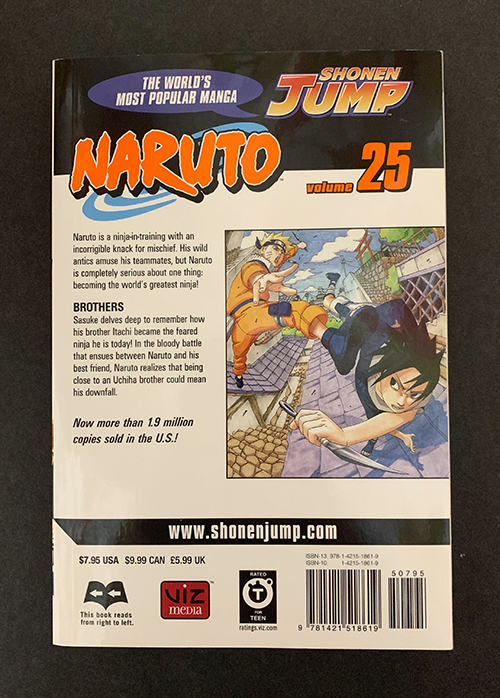 THE WORLD'S
MOST POPULAR MANGA
SHONEN
JUMP
NARUTO
volume 25
Naruto is a ninja-in-training with an
incorrigible knack for mischief. His wild
antics amuse his teammates, but Naruto
is completely serious about one thing:
becoming the world's greatest ninja!
BROTHERS
Sasuke delves deep to remember how
his brother Itachi became the feared
ninja he is today! In the bloody battle
that ensues between Naruto and his
best friend, Naruto realizes that being
close to an Uchiha brother could mean
his downfall.
Now more than 1.9 million
copies sold in the U.S.!
www.shonenjump.com
$7.95 USA $9.99 CAN £5.99 UK
This book reads
from right to left.
VIZ
MEDIA
RATED
T
FOR
TEEN
ratings.viz.com
ISBN-13: 978-1-4215-1861-9
ISBN-10: 1-4215-1861-9
50795
9 781421 518619